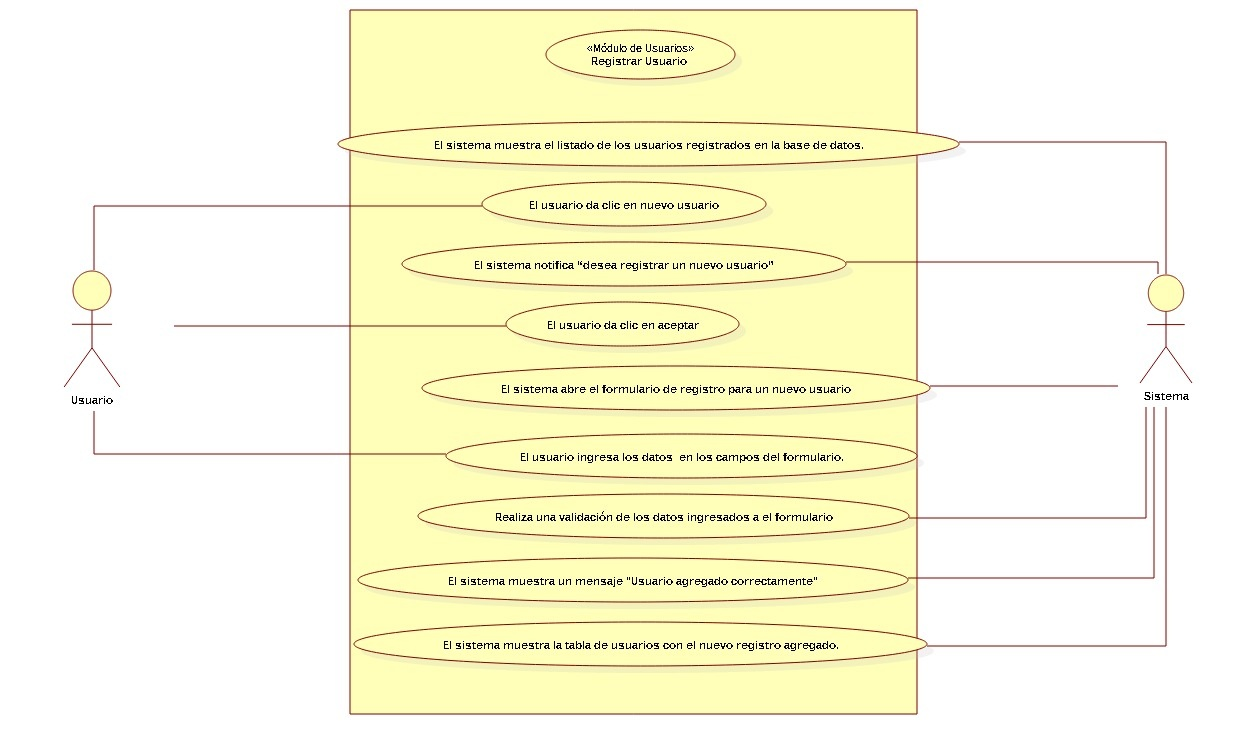 «Módulo de Usuarios»
Registrar Usuario
El sistema muestra el listado de los usuarios registrados en la base de datos.
El usuario da clic en nuevo usuario
El sistema notifica "desea registrar un nuevo usuario"
El usuario da clic en aceptar
El sistema abre el formulario de registro para un nuevo usuario
Usuario
Sistema
El usuario ingresa los datos  en los campos del formulario.
Realiza una validación de los datos ingresados a el formulario
El sistema muestra un mensaje "Usuario agregado correctamente"
El sistema muestra la tabla de usuarios con el nuevo registro agregado.